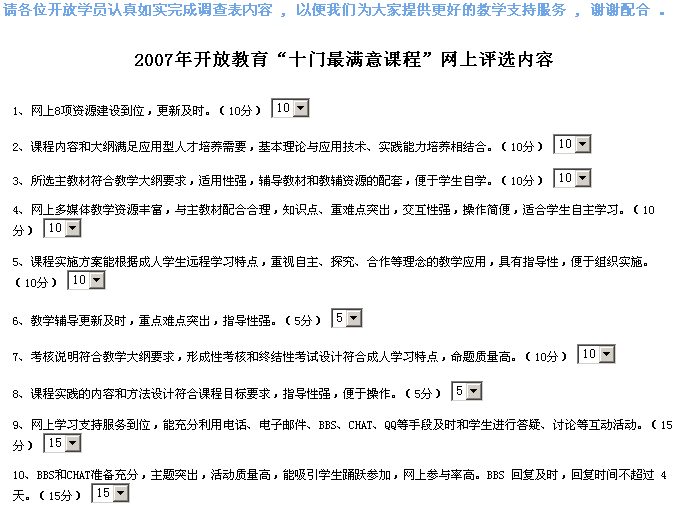 请各位开放学员认真如实完成调查表内容 , 以便我们为大家提供更好的教学支持服务 , 谢谢配合 。
2007年开放教育“十门最满意课程”网上评选内容
1、网上8项资源建设到位，更新及时。（10分） 10
2、课程内容和大纲满足应用型人才培养需要，基本理论与应用技术、实践能力培养相结合。（10分） 10
3、所选主教材符合教学大纲要求，适用性强，辅导教材和教辅资源的配套，便于学生自学。（10分） 10
4、网上多媒体教学资源丰富，与主教材配合合理，知识点、重难点突出，交互性强，操作简便，适合学生自主学习。（10
分） 10
5、课程实施方案能根据成人学生远程学习特点，重视自主、探究、合作等理念的教学应用，具有指导性，便于组织实施。
（10分） 10
6、教学辅导更新及时，重点难点突出，指导性强。（5分） 5
7、考核说明符合教学大纲要求，形成性考核和终结性考试设计符合成人学习特点，命题质量高。（10分） 10
8、课程实践的内容和方法设计符合课程目标要求，指导性强，便于操作。（5分） 5
9、网上学习支持服务到位，能充分利用电话、电子邮件、BBS、CHAT、QQ等手段及时和学生进行答疑、讨论等互动活动。（15
分） 15
10、BBS和CHAT准备充分，主题突出，活动质量高，能吸引学生踊跃参加，网上参与率高。BBS 回复及时，回复时间不超过 4
天。（15分） 15